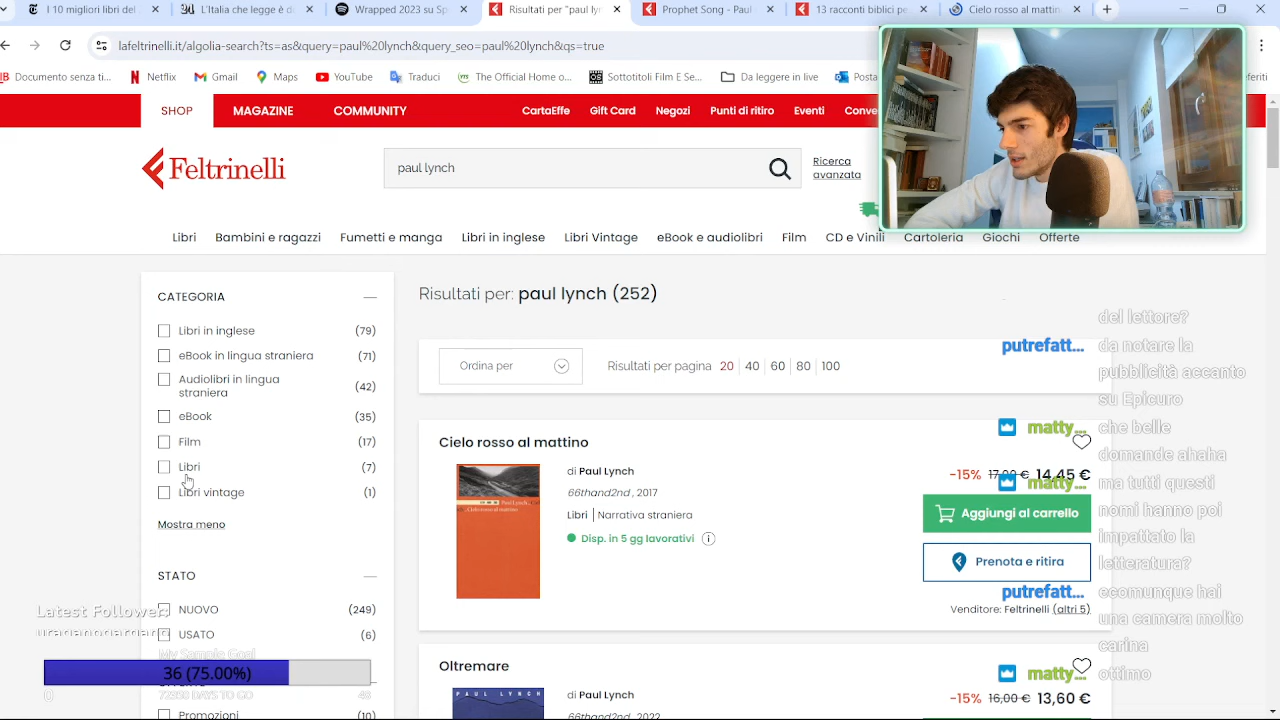 I 10 migliori libri del
L'Italia che legge è d
Wrapped 2023 su Sp
Risultati per "paul lyn
Prophet Song - Paul
13 racconti biblici pe
Cielo rosso al mattin
lafeltrinelli.it/algolia-search?ts=as&query=paul%20lynch&query_seo=paul%20lynch&qs=true
Documento senza ti...
Netflix
Gmail
Maps
YouTube
Traduci
The Official Home o...
Sottotitoli Film E Se...
Da leggere in live
Posta
SHOP
MAGAZINE
COMMUNITY
CartaEffe
Gift Card
Negozi
Punti di ritiro
Eventi
Feltrinelli
paul lynch
Ricerca
avanzata
Libri
Bambini e ragazzi
Fumetti e manga
Libri in inglese
Libri Vintage
eBook e audiolibri
Film
CD e Vinili
Cartoleria
Giochi
Offerte
CATEGORIA
Libri in inglese (79)
eBook in lingua straniera (71)
Audiolibri in lingua
straniera (42)
eBook (35)
Film (17)
Libri (7)
Libri vintage (1)
Mostra meno
STATO
NUOVO (249)
USATO (6)
Promozioni (10)
Latest Follower:
My Sample Goal
36 (75.00%)
0
48
Risultati per: paul lynch (252)
Ordina per
Risultati per pagina 20 40 60 80 100
Cielo rosso al mattino
di Paul Lynch
66thand2nd , 2017
Libri | Narrativa straniera
Disp. in 5 gg lavorativi
-15% 17,00 € 14,45 €
Aggiungi al carrello
Prenota e ritira
Venditore: Feltrinelli (altri 5)
Oltremare
PAUL LYNCH
di Paul Lynch
66thand2nd , 2022
-15% 16,00 € 13,60 €
del lettore?
putrefatt... da notare la
pubblicità accanto
su Epicuro
matty... che belle
domande ahaha
matty... ma tutti questi
nomi hanno poi
impattato la
letteratura?
putrefatt... ecomunque hai
una camera molto
carina
matty... ottimo